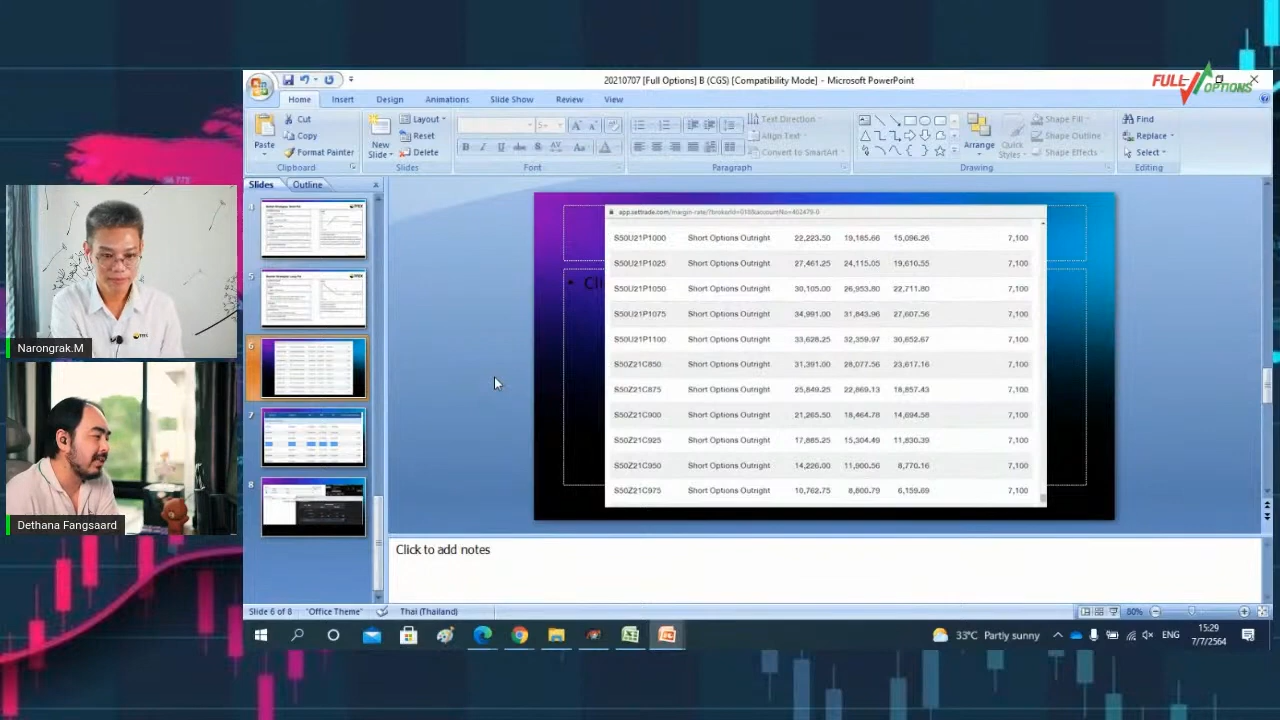 FULL OPTIONS
20210707 [Full Options] B (CGS) [Compatibility Mode] - Microsoft PowerPoint
Home Insert Design Animations Slide Show Review View
Cut
Copy
Format Painter
Paste
Clipboard
New Slide
Layout
Reset
Delete
Slides
Font
Text Direction
Align Text
Convert to SmartArt
Paragraph
Arrange
Quick Styles
Shape Fill
Shape Outline
Shape Effects
Drawing
Find
Replace
Select
Editing
Slides Outline
4
5
6
7
8
S50U21P1000 Short Options Outright 22,223.50 15,096.26 7,100
S50U21P1025 Short Options Outright 27,461.25 24,115.05 19,610.55 7,100
S50U21P1050 Short Options Outright 30,105.00 26,953.80 22,711.80 7,100
S50U21P1075 Short Options Outright 34,991.00 31,843.96 27,607.56 7,100
S50U21P1100 Short Options Outright 30,652.67 7,100
S50Z21C850 Short Options Outright 31,391.00 28,077.56 23,617.16 7,100
S50Z21C875 Short Options Outright 25,849.25 22,869.13 18,857.43 7,100
S50Z21C900 Short Options Outright 21,265.50 18,464.78 14,694.58 7,100
S50Z21C925 Short Options Outright 17,885.25 15,304.49 11,830.39 7,100
S50Z21C950 Short Options Outright 14,226.00 11,900.56 8,770.16 7,100
S50Z21C975 Short Options Outright 10,762.75 8,800.79 6,159.69 7,100
Click to add notes
Slide 6 of 8 "Office Theme" Thai (Thailand) 80%
33°C Partly sunny ENG
15:29
7/7/2564
Narongrat.M
Dethana Fangsaard